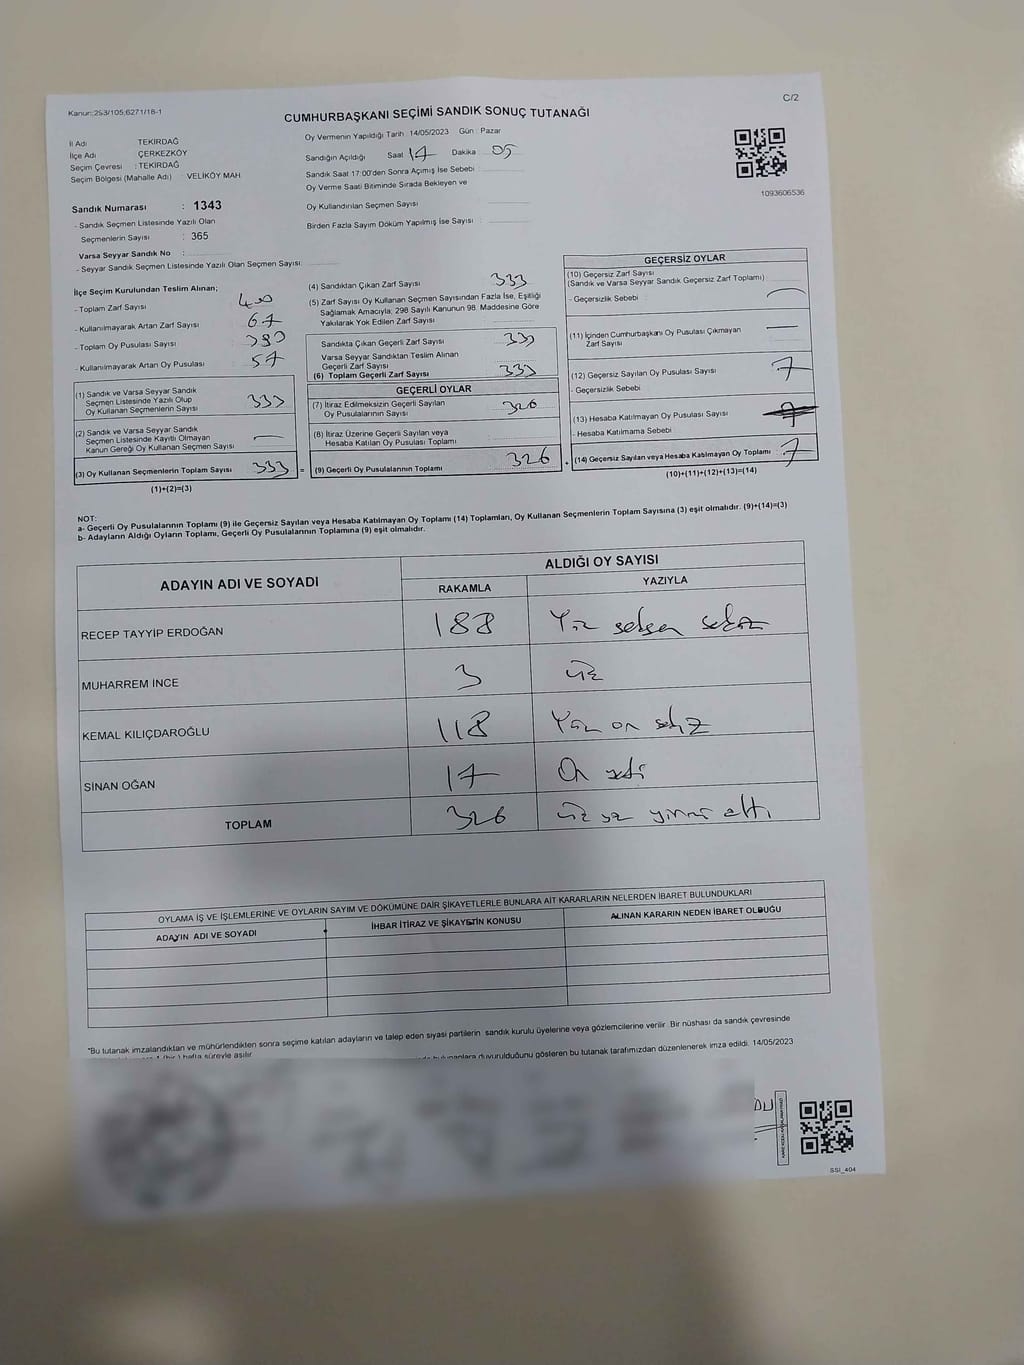 Kanun:298/105,6271/18-1
C/2
CUMHURBAŞKANI SEÇİMİ SANDIK SONUÇ TUTANAĞI
İl Adı TEKİRDAĞ
İlçe Adı ÇERKEZKÖY
Seçim Çevresi : TEKİRDAĞ
Seçim Bölgesi (Mahalle Adı) : VELİKÖY MAH.
Sandık Numarası : 1343
- Sandık Seçmen Listesinde Yazılı Olan
Seçmenlerin Sayısı : 365
Varsa Seyyar Sandık No :
- Seyyar Sandık Seçmen Listesinde Yazılı Olan Seçmen Sayısı:
Oy Vermenin Yapıldığı Tarih : 14/05/2023 Gün : Pazar
Sandığın Açıldığı Saat 17 Dakika 05
Sandık Saat 17:00'den Sonra Açımış İse Sebebi :
Oy Verme Saati Bitiminde Sırada Bekleyen ve
Oy Kullandırılan Seçmen Sayısı
Birden Fazla Sayım Döküm Yapılmış İse Sayısı :
1093606536
İlçe Seçim Kurulundan Teslim Alınan;
- Toplam Zarf Sayısı : 400
- Kullanılmayarak Artan Zarf Sayısı : 67
- Toplam Oy Pusulası Sayısı : 390
- Kullanılmayarak Artan Oy Pusulası : 57
(1) Sandık ve Varsa Seyyar Sandık
Seçmen Listesinde Yazılı Olup
Oy Kullanan Seçmenlerin Sayısı : 333
(2) Sandık ve Varsa Seyyar Sandık
Seçmen Listesinde Kayıtlı Olmayan
Kanun Gereği Oy Kullanan Seçmen Sayısı —
(3) Oy Kullanan Seçmenlerin Toplam Sayısı 333
(1)+(2)=(3)
(4) Sandıktan Çıkan Zarf Sayısı 333
(5) Zarf Sayısı Oy Kullanan Seçmen Sayısından Fazla İse, Eşitliği
Sağlamak Amacıyla; 298 Sayılı Kanunun 98. Maddesine Göre
Yakılarak Yok Edilen Zarf Sayısı
Sandıkta Çıkan Geçerli Zarf Sayısı 333
Varsa Seyyar Sandıktan Teslim Alınan
Geçerli Zarf Sayısı
(6) Toplam Geçerli Zarf Sayısı 333
GEÇERLİ OYLAR
(7) İtiraz Edilmeksizin Geçerli Sayılan
Oy Pusulalarının Sayısı : 326
(8) İtiraz Üzerine Geçerli Sayılan veya
Hesaba Katılan Oy Pusulası Toplamı
= (9) Geçerli Oy Pusulalarının Toplamı 326
GEÇERSİZ OYLAR
(10) Geçersiz Zarf Sayısı
(Sandık ve Varsa Seyyar Sandık Geçersiz Zarf Toplamı) :
- Geçersizlik Sebebi : —
(11) İçinden Cumhurbaşkanı Oy Pusulası Çıkmayan
Zarf Sayısı —
(12) Geçersiz Sayılan Oy Pusulası Sayısı : 7
- Geçersizlik Sebebi :
(13) Hesaba Katılmayan Oy Pusulası Sayısı
- Hesaba Katılmama Sebebi :
+ (14) Geçersiz Sayılan veya Hesaba Katılmayan Oy Toplamı : 7
(10)+(11)+(12)+(13)=(14)
NOT:
a- Geçerli Oy Pusulalarının Toplamı (9) ile Geçersiz Sayılan veya Hesaba Katılmayan Oy Toplamı (14) Toplamları, Oy Kullanan Seçmenlerin Toplam Sayısına (3) eşit olmalıdır. (9)+(14)=(3)
b- Adayların Aldığı Oyların Toplamı, Geçerli Oy Pusulalarının Toplamına (9) eşit olmalıdır.
ADAYIN ADI VE SOYADI ALDIĞI OY SAYISI
RAKAMLA YAZIYLA
RECEP TAYYİP ERDOĞAN 188 Yüz seksen sekiz
MUHARREM İNCE 3 üç
KEMAL KILIÇDAROĞLU 118 Yüz on sekiz
SİNAN OĞAN 17 On yedi
TOPLAM 326 üç yüz yirmi altı
OYLAMA İŞ VE İŞLEMLERİNE VE OYLARIN SAYIM VE DÖKÜMÜNE DAİR ŞİKAYETLERLE BUNLARA AİT KARARLARIN NELERDEN İBARET BULUNDUKLARI
ADAYIN ADI VE SOYADI İHBAR İTİRAZ VE ŞİKAYETİN KONUSU ALINAN KARARIN NEDEN İBARET OLDUĞU
*Bu tutanak imzalandıktan ve mühürlendikten sonra seçime katılan adayların ve talep eden siyasi partilerin sandık kurulu üyelerine veya gözlemcilerine verilir. Bir nüshası da sandık çevresinde
hafta süreyle asılır. bulunanlara duyurulduğunu gösteren bu tutanak tarafımızdan düzenlenerek imza edildi. 14/05/2023
SSI_404